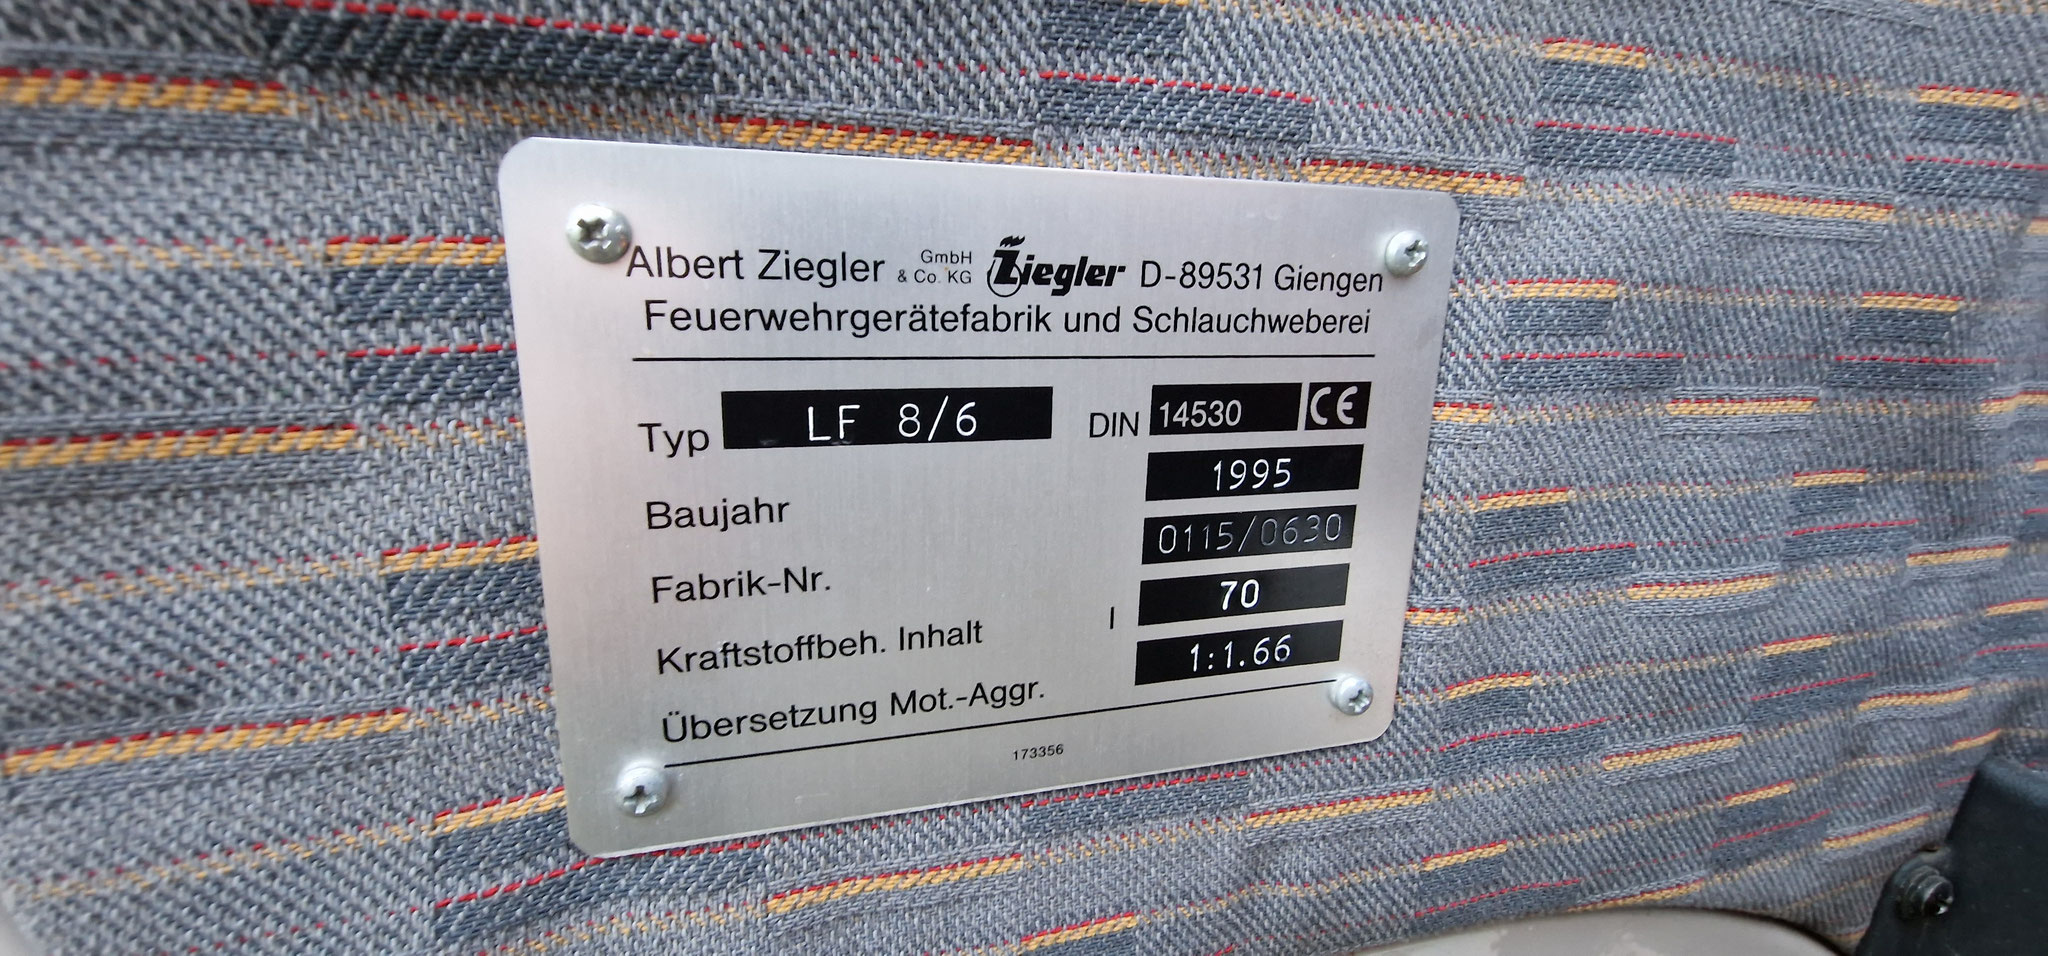 Albert Ziegler GmbH & Co. KG Ziegler D-89531 Giengen
Feuerwehrgerätefabrik und Schlauchweberei
Typ LF 8/6 DIN 14530 CE
Baujahr 1995
Fabrik-Nr. 0115/0630
Kraftstoffbeh. Inhalt l 70
Übersetzung Mot.-Aggr. 1:1.66
173356